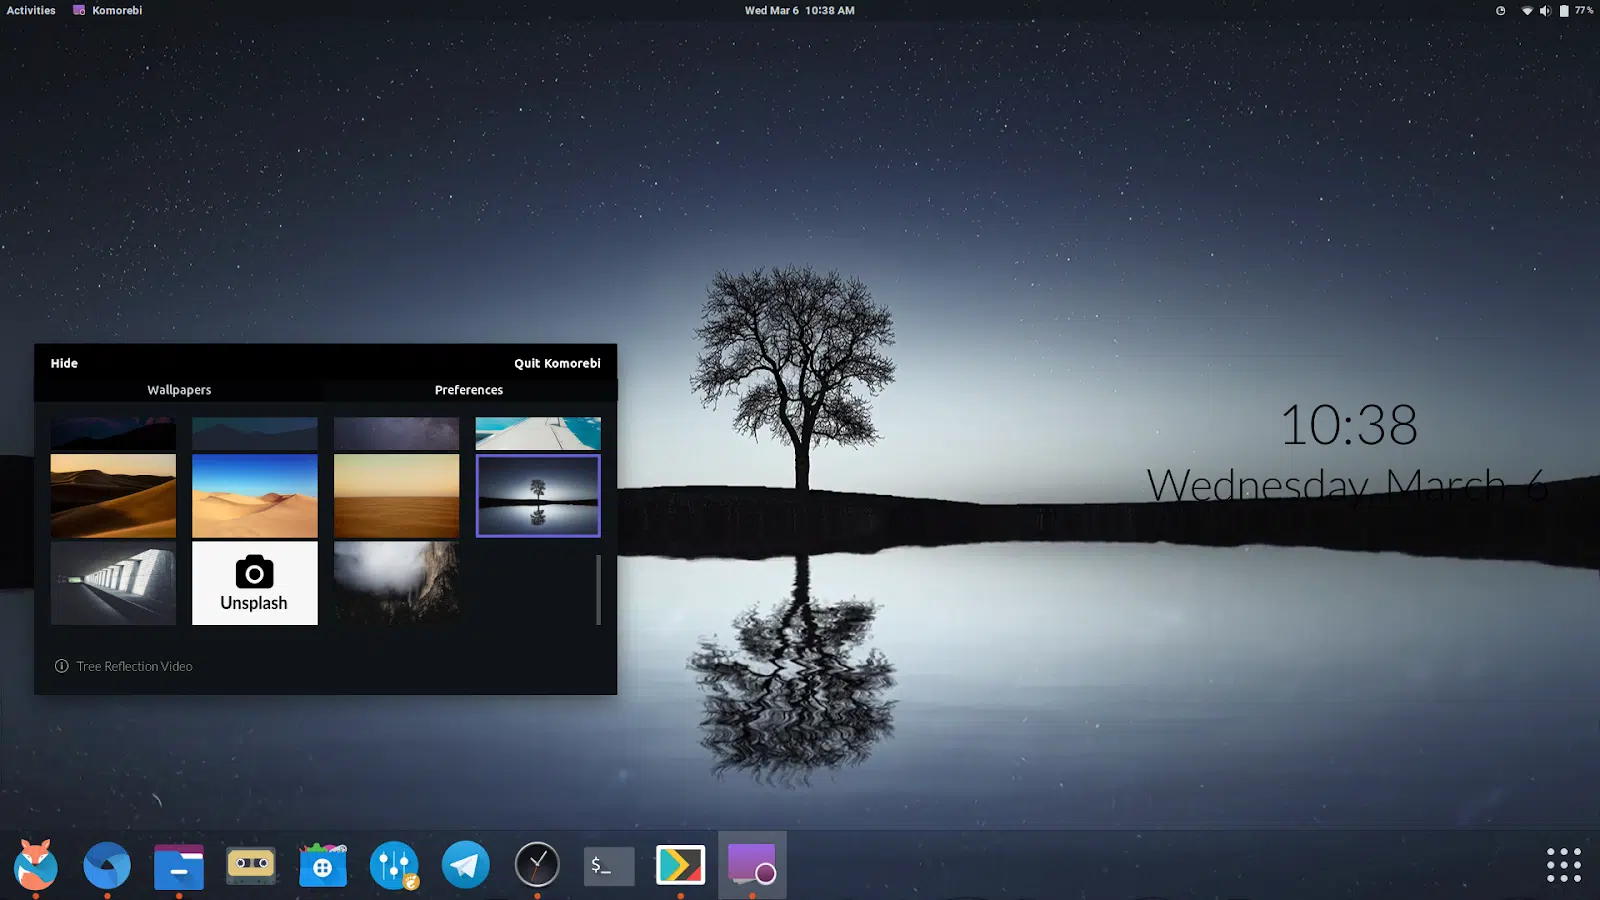 Activities Komorebi Wed Mar 6 10:38 AM 77%
Hide Quit Komorebi
Wallpapers Preferences
10:38
Wednesday, March 6
Unsplash
Tree Reflection Video
$_